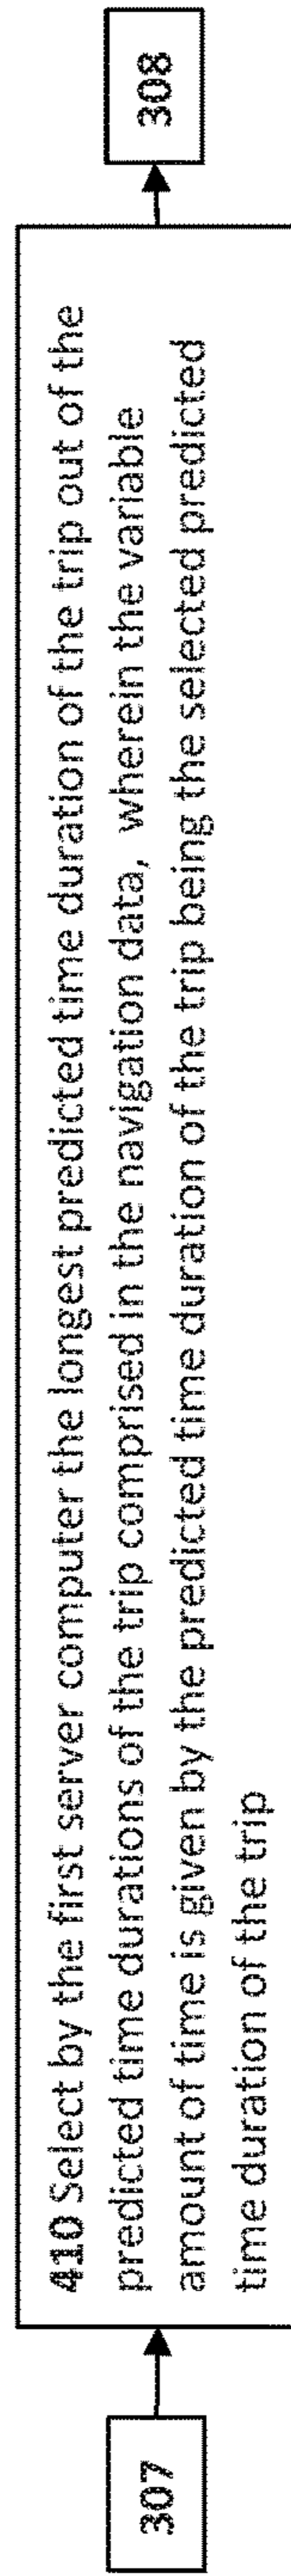 307
410 Select by the first server computer the longest predicted time duration of the trip out of the
predicted time durations of the trip comprised in the navigation data, wherein the variable
amount of time is given by the predicted time duration of the trip being the selected predicted
time duration of the trip
308